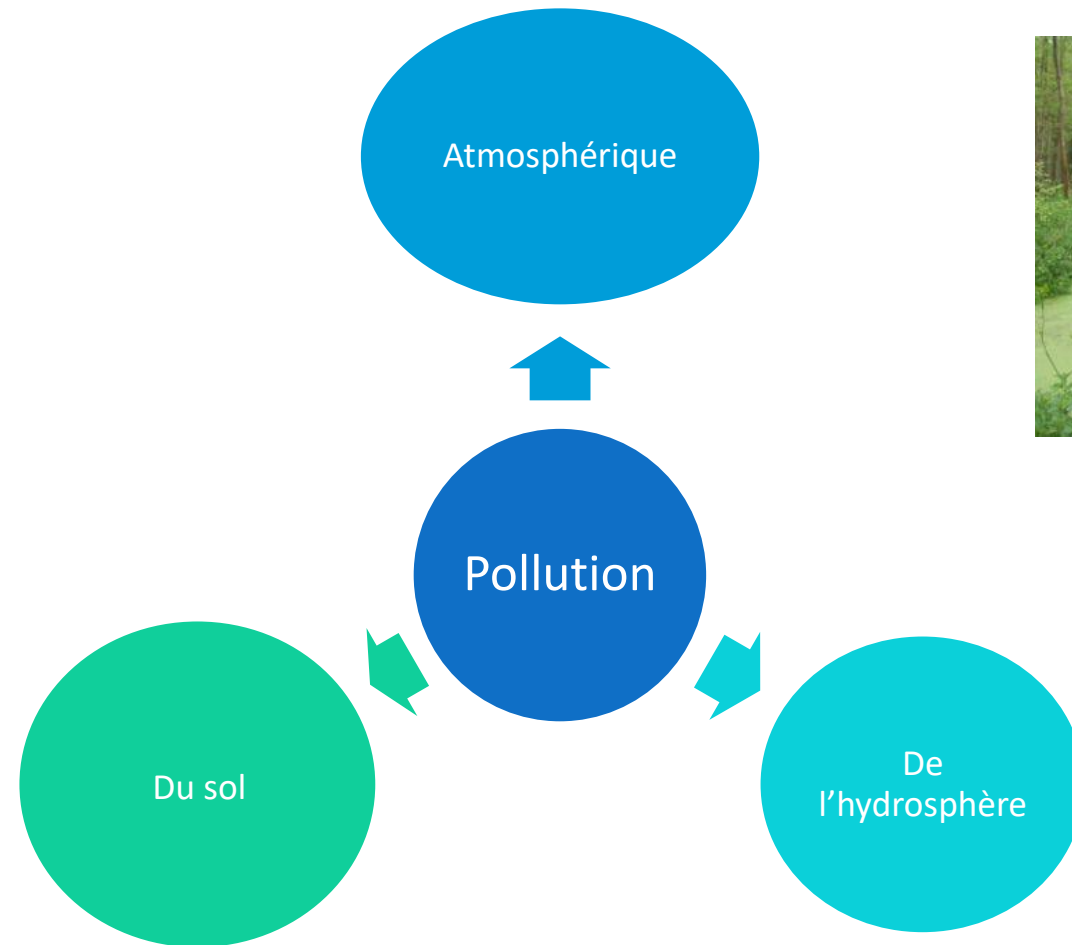 Atmosphérique
Pollution
Du sol
De
l’hydrosphère